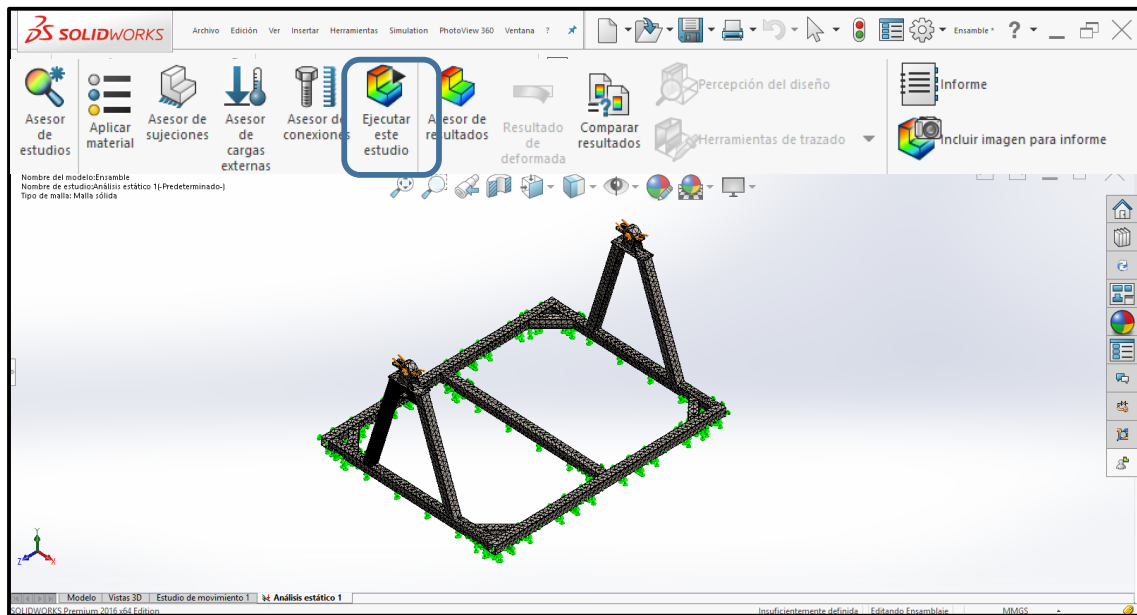 SOLIDWORKS
Archivo Edición Ver Insertar Herramientas Simulation PhotoView 360 Ventana ?
Ensamble *
?
Asesor
de
estudios
Aplicar
material
Asesor de
sujeciones
Asesor
de
cargas
externas
Asesor de
conexiones
Ejecutar
este
estudio
Asesor de
resultados
Resultado
de
deformada
Comparar
resultados
Percepción del diseño
Herramientas de trazado
Informe
Incluir imagen para informe
Nombre del modelo:Ensamble
Nombre de estudio:Análisis estático 1(-Predeterminado-)
Tipo de malla: Malla sólida
Y
Z
X
Modelo Vistas 3D Estudio de movimiento 1 Análisis estático 1
SOLIDWORKS Premium 2016 x64 Edition
Insuficientemente definida Editando Ensamblaje MMGS